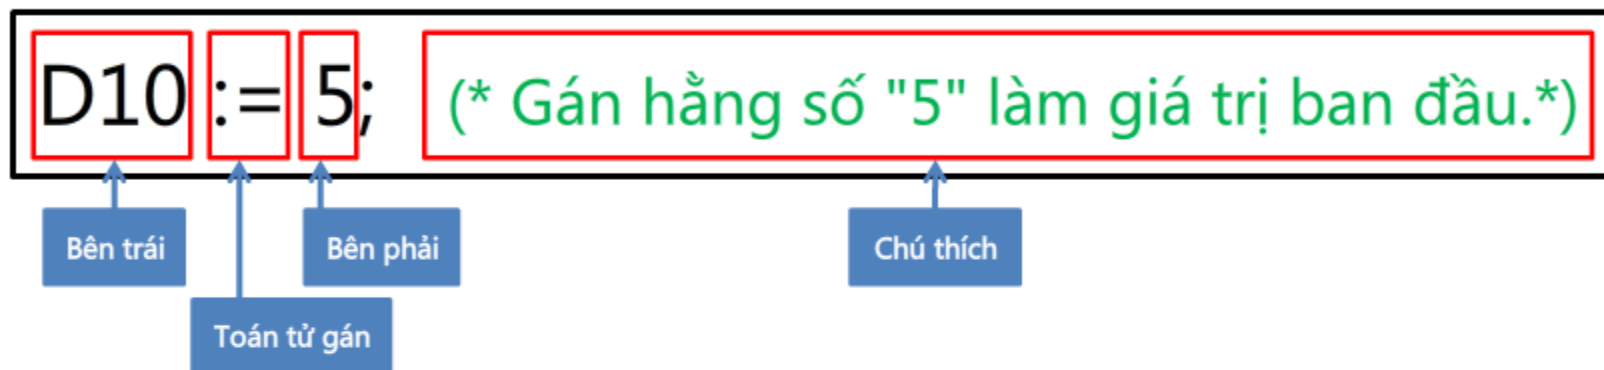 D10 := 5; (* Gán hằng số "5" làm giá trị ban đầu.*)
Bên trái Bên phải Chú thích
Toán tử gán